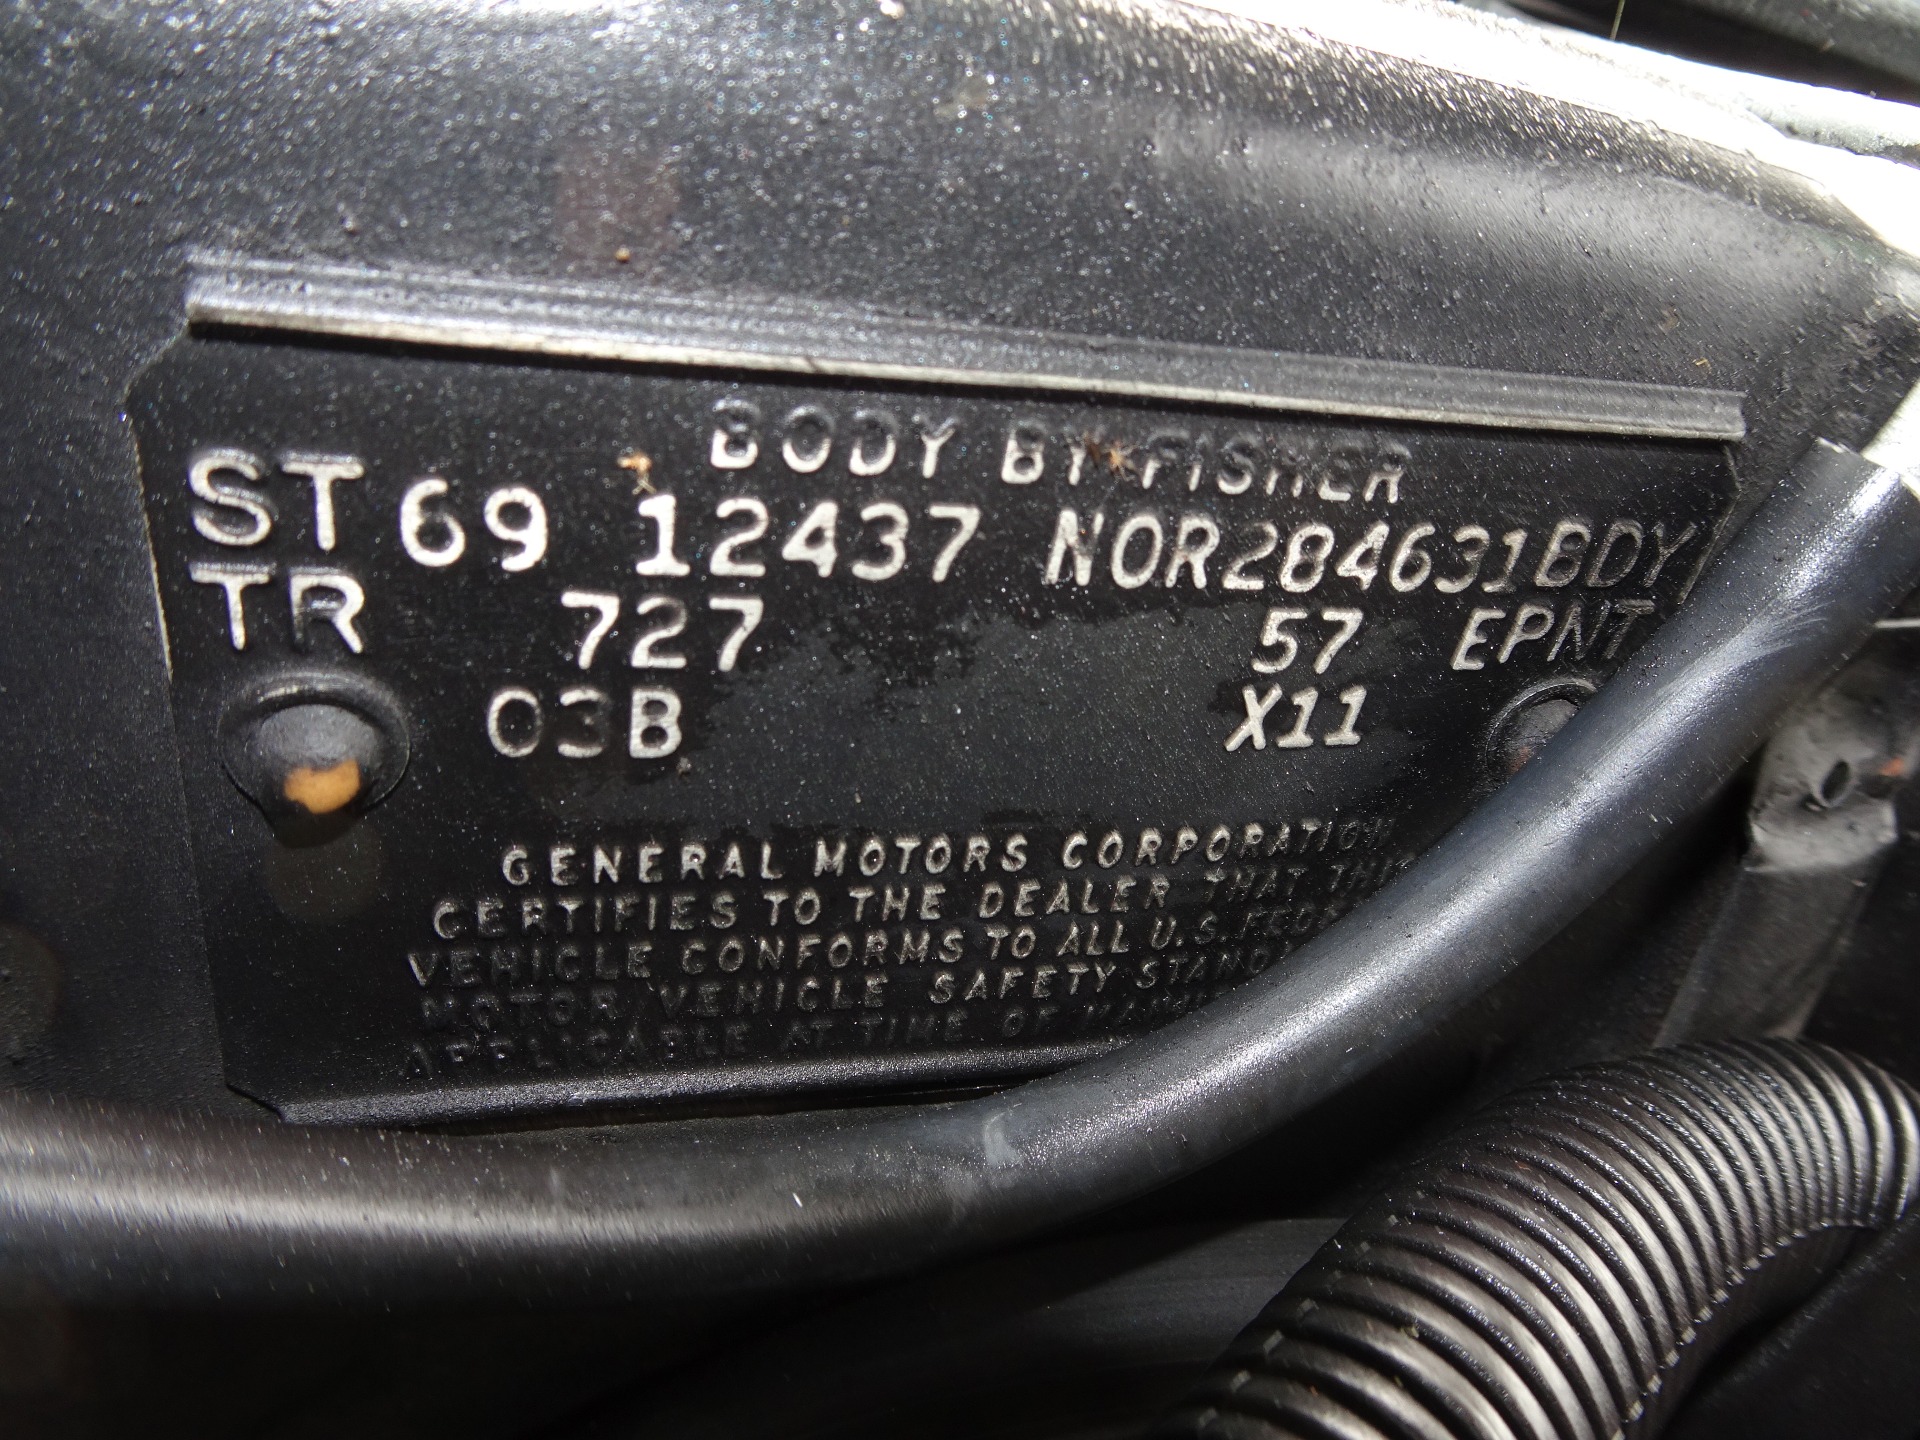 BODY BY FISHER
ST 69 12437 NOR284631BDY
TR 727 57 EPNT
03B X11
GENERAL MOTORS CORPORATION
CERTIFIES TO THE DEALER THAT THIS
VEHICLE CONFORMS TO ALL U.S.
MOTOR VEHICLE SAFETY
APPLICABLE AT TIME OF